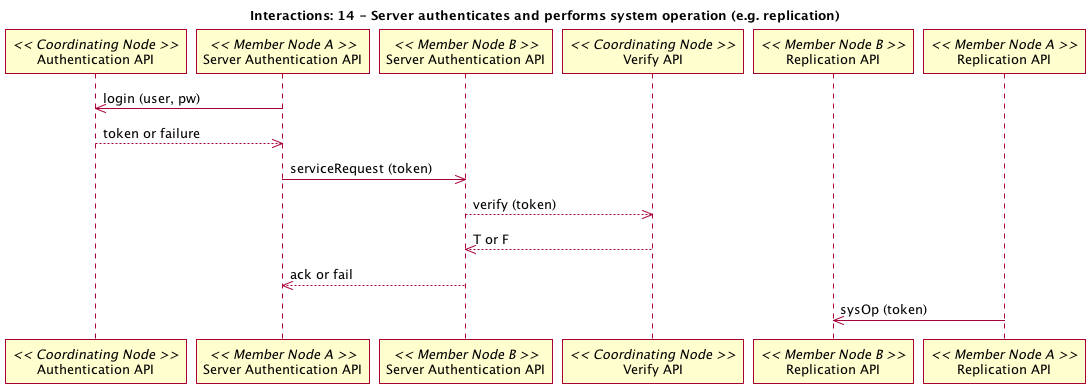 Interactions: 14 - Server authenticates and performs system operation (e.g. replication)
<< Coordinating Node >>
Authentication API
<< Member Node A >>
Server Authentication API
<< Member Node B >>
Server Authentication API
<< Coordinating Node >>
Verify API
<< Member Node B >>
Replication API
<< Member Node A >>
Replication API
login (user, pw)
token or failure
serviceRequest (token)
verify (token)
T or F
ack or fail
sysOp (token)
<< Coordinating Node >>
Authentication API
<< Member Node A >>
Server Authentication API
<< Member Node B >>
Server Authentication API
<< Coordinating Node >>
Verify API
<< Member Node B >>
Replication API
<< Member Node A >>
Replication API